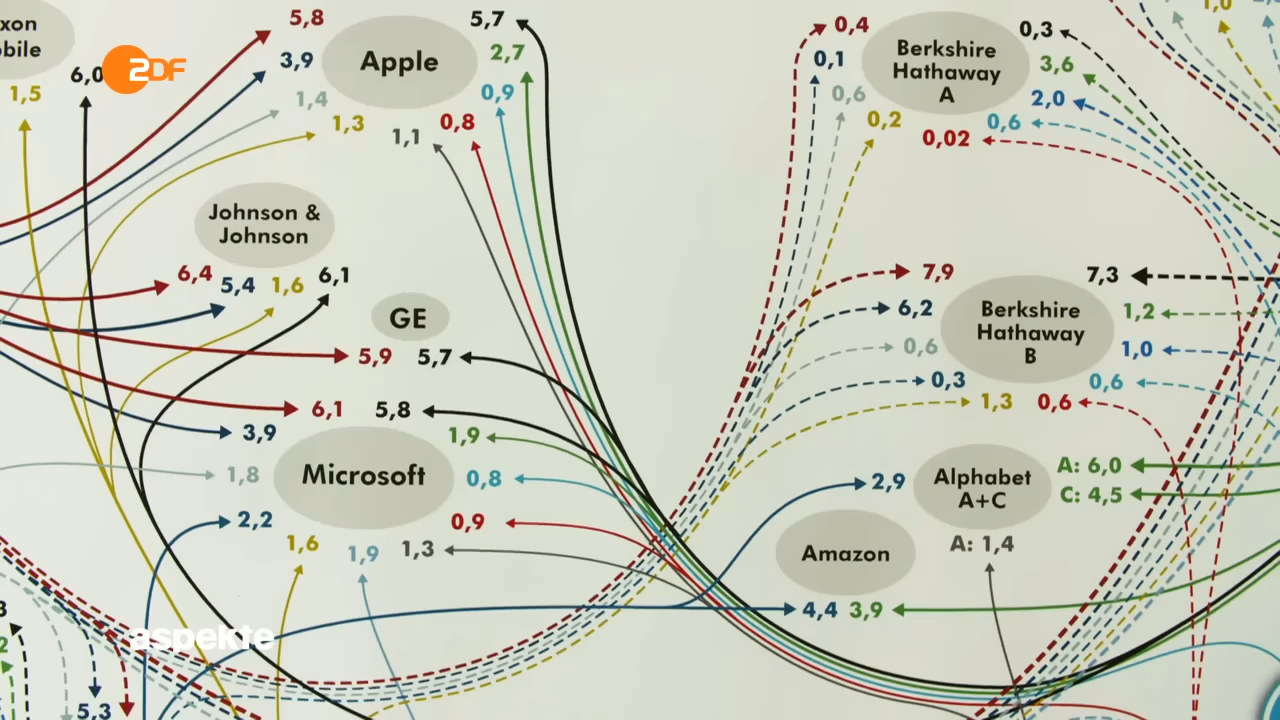 xon
bile
6,0
1,5
ZDF
5,8
3,9
1,4
1,3
1,1
0,8
0,9
2,7
5,7
Apple
0,4
0,1
0,6
0,2
0,02
0,6
2,0
3,6
0,3
Berkshire
Hathaway
A
1,0
Johnson &
Johnson
6,4
5,4
1,6
6,1
GE
5,9
5,7
7,9
6,2
0,6
0,3
1,3
0,6
0,6
1,0
1,2
7,3
Berkshire
Hathaway
B
6,1
5,8
3,9
1,9
1,8
Microsoft
0,8
2,2
0,9
1,6
1,9
1,3
2,9
Alphabet
A+C
A: 6,0
C: 4,5
A: 1,4
Amazon
4,4
3,9
aspekte
5,3